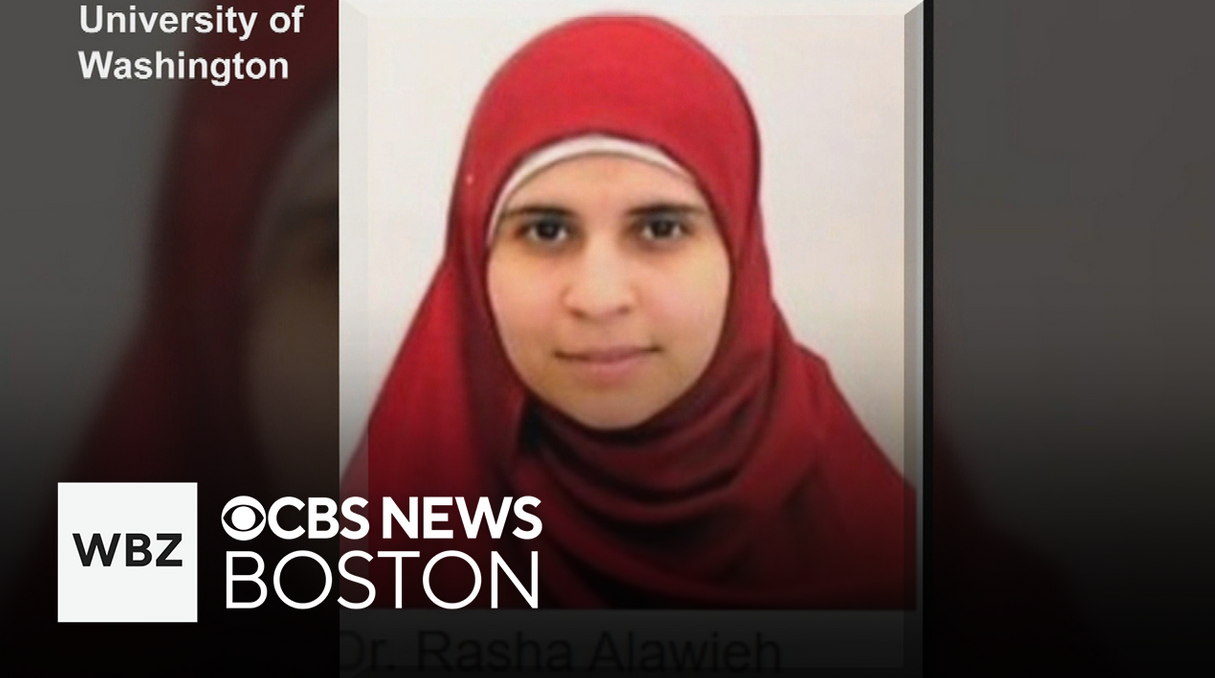 University of
Washington
WBZ
CBS NEWS
BOSTON
Dr. Rasha Alawieh